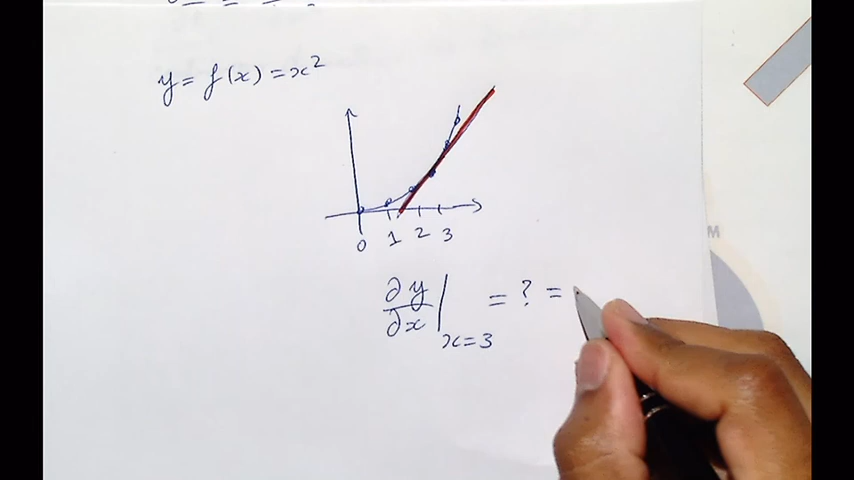 y = f(x) = x²
0 1 2 3
∂y/∂x |x=3 = ? =
M